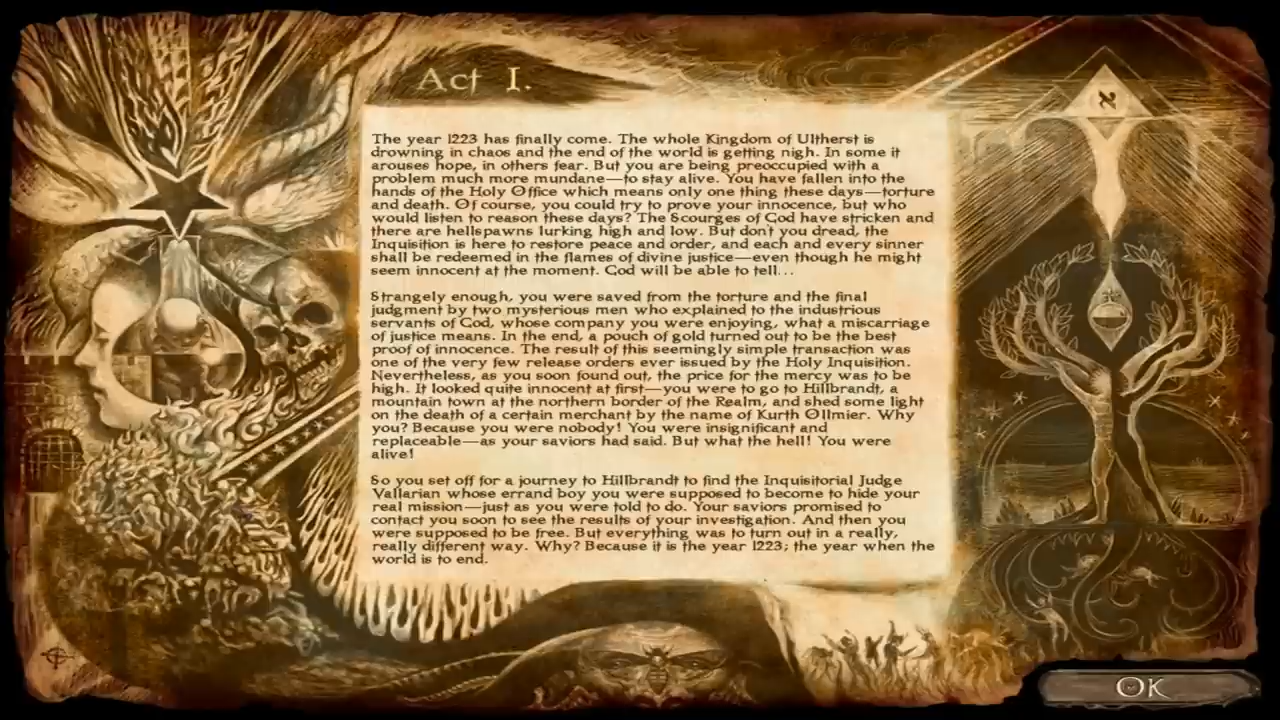 Act I.
The year 1223 has finally come. The whole Kingdom of Ultherst is
drowning in chaos and the end of the world is getting nigh. In some it
arouses hope, in others fear. But you are being preoccupied with a
problem much more mundane—to stay alive. You have fallen into the
hands of the Holy Office which means only one thing these days—torture
and death. Of course, you could try to prove your innocence, but who
would listen to reason these days? The Scourges of God have stricken and
there are hellspawns lurking high and low. But don't you dread, the
Inquisition is here to restore peace and order, and each and every sinner
shall be redeemed in the flames of divine justice—even though he might
seem innocent at the moment. God will be able to tell...
Strangely enough, you were saved from the torture and the final
judgment by two mysterious men who explained to the industrious
servants of God, whose company you were enjoying, what a miscarriage
of justice means. In the end, a pouch of gold turned out to be the best
proof of innocence. The result of this seemingly simple transaction was
one of the very few release orders ever issued by the Holy Inquisition.
Nevertheless, as you soon found out, the price for the mercy was to be
high. It looked quite innocent at first—you were to go to Hillbrandt, a
mountain town at the northern border of the Realm, and shed some light
on the death of a certain merchant by the name of Kurth Ollmier. Why
you? Because you were nobody! You were insignificant and
replaceable—as your saviors had said. But what the hell! You were
alive!
So you set off for a journey to Hillbrandt to find the Inquisitorial Judge
Vallarian whose errand boy you were supposed to become to hide your
real mission—just as you were told to do. Your saviors promised to
contact you soon to see the results of your investigation. And then you
were supposed to be free. But everything was to turn out in a really,
really different way. Why? Because it is the year 1223; the year when the
world is to end.
א
OK